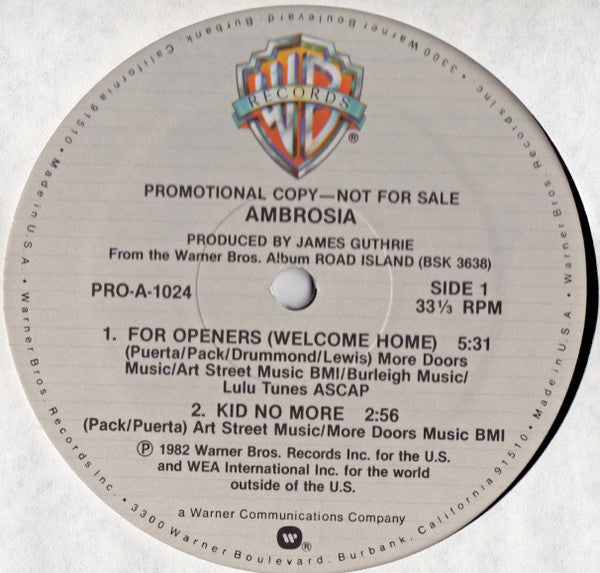 WB
RECORDS
®
PROMOTIONAL COPY—NOT FOR SALE
AMBROSIA
PRODUCED BY JAMES GUTHRIE
From the Warner Bros. Album ROAD ISLAND (BSK 3638)
PRO-A-1024
SIDE 1
33⅓ RPM
1. FOR OPENERS (WELCOME HOME) 5:31
(Puerta/Pack/Drummond/Lewis) More Doors
Music/Art Street Music BMI/Burleigh Music/
Lulu Tunes ASCAP
2. KID NO MORE 2:56
(Pack/Puerta) Art Street Music/More Doors Music BMI
℗ 1982 Warner Bros. Records Inc. for the U.S.
and WEA International Inc. for the world
outside of the U.S.
a Warner Communications Company
W®
Warner Bros. Records Inc. • 3300 Warner Boulevard, Burbank, California 91510 • Made in U.S.A. • Warner Bros. Records Inc. • 3300 Warner Boulevard, Burbank, California 91510 • Made in U.S.A. •